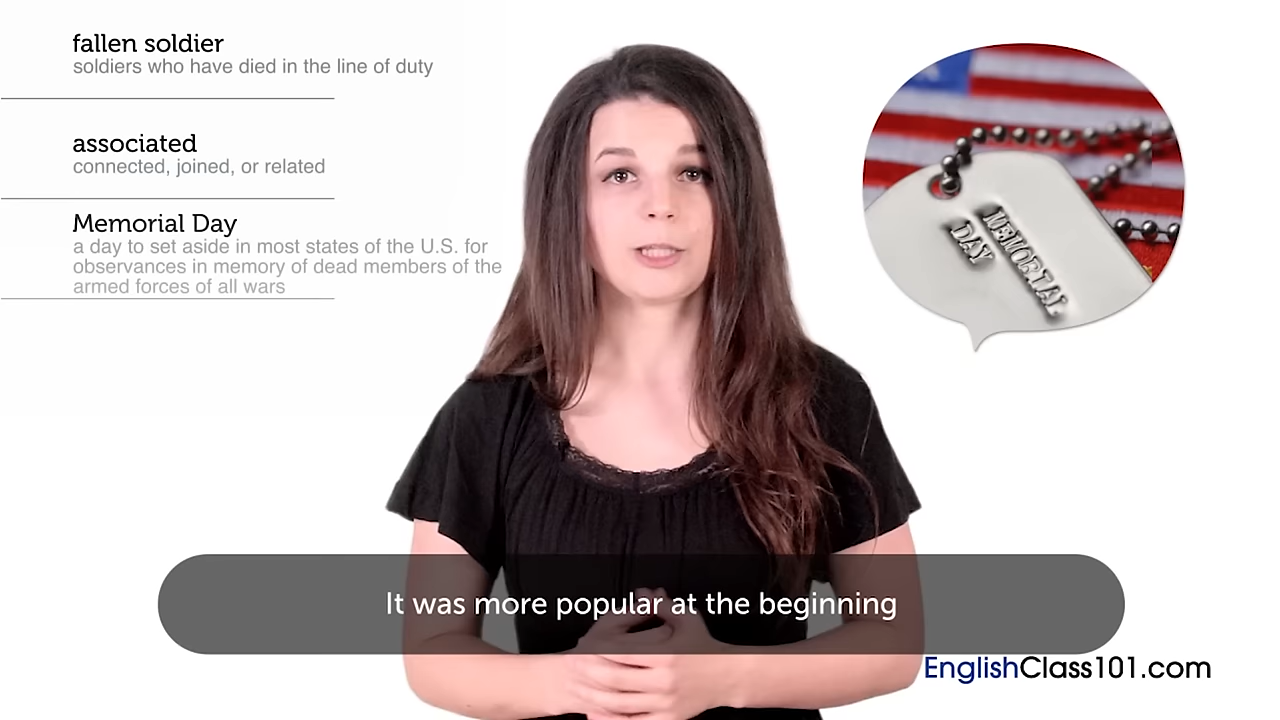 fallen soldier
soldiers who have died in the line of duty
associated
connected, joined, or related
Memorial Day
a day to set aside in most states of the U.S. for
observances in memory of dead members of the
armed forces of all wars
MEMORIAL
DAY
It was more popular at the beginning
EnglishClass101.com